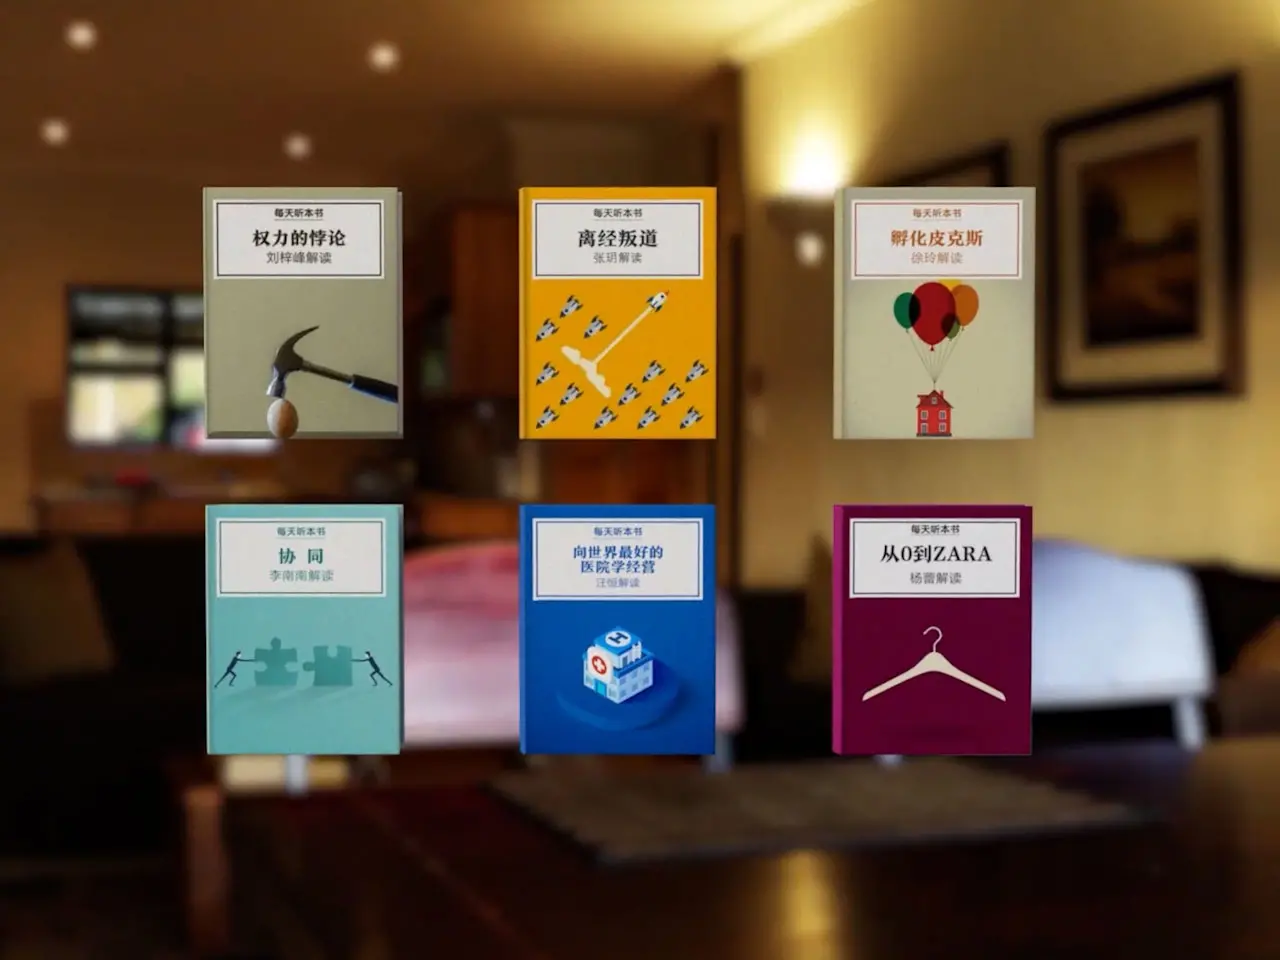 每天听本书
权力的悖论
刘梓峰解读
每天听本书
离经叛道
张玥解读
每天听本书
孵化皮克斯
徐玲解读
每天听本书
协 同
李南南解读
每天听本书
向世界最好的
医院学经营
汪恒解读
每天听本书
从0到ZARA
杨蕾解读
H